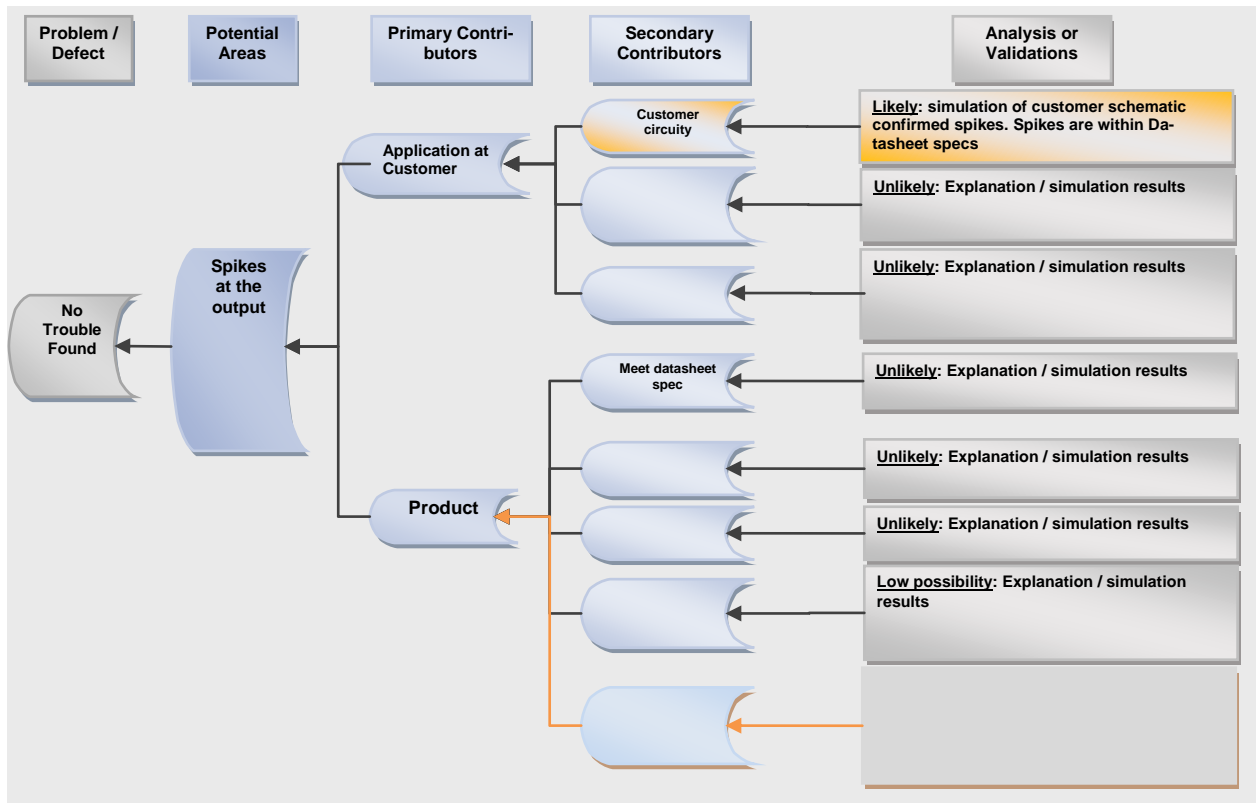 Problem /
Defect
Potential
Areas
Primary Contri-
butors
Secondary
Contributors
Analysis or
Validations
Customer
circuity
Likely: simulation of customer schematic
confirmed spikes. Spikes are within Da-
tasheet specs
Application at
Customer
Unlikely: Explanation / simulation results
Unlikely: Explanation / simulation results
Spikes
at the
output
No
Trouble
Found
Meet datasheet
spec
Unlikely: Explanation / simulation results
Unlikely: Explanation / simulation results
Product
Unlikely: Explanation / simulation results
Low possibility: Explanation / simulation
results